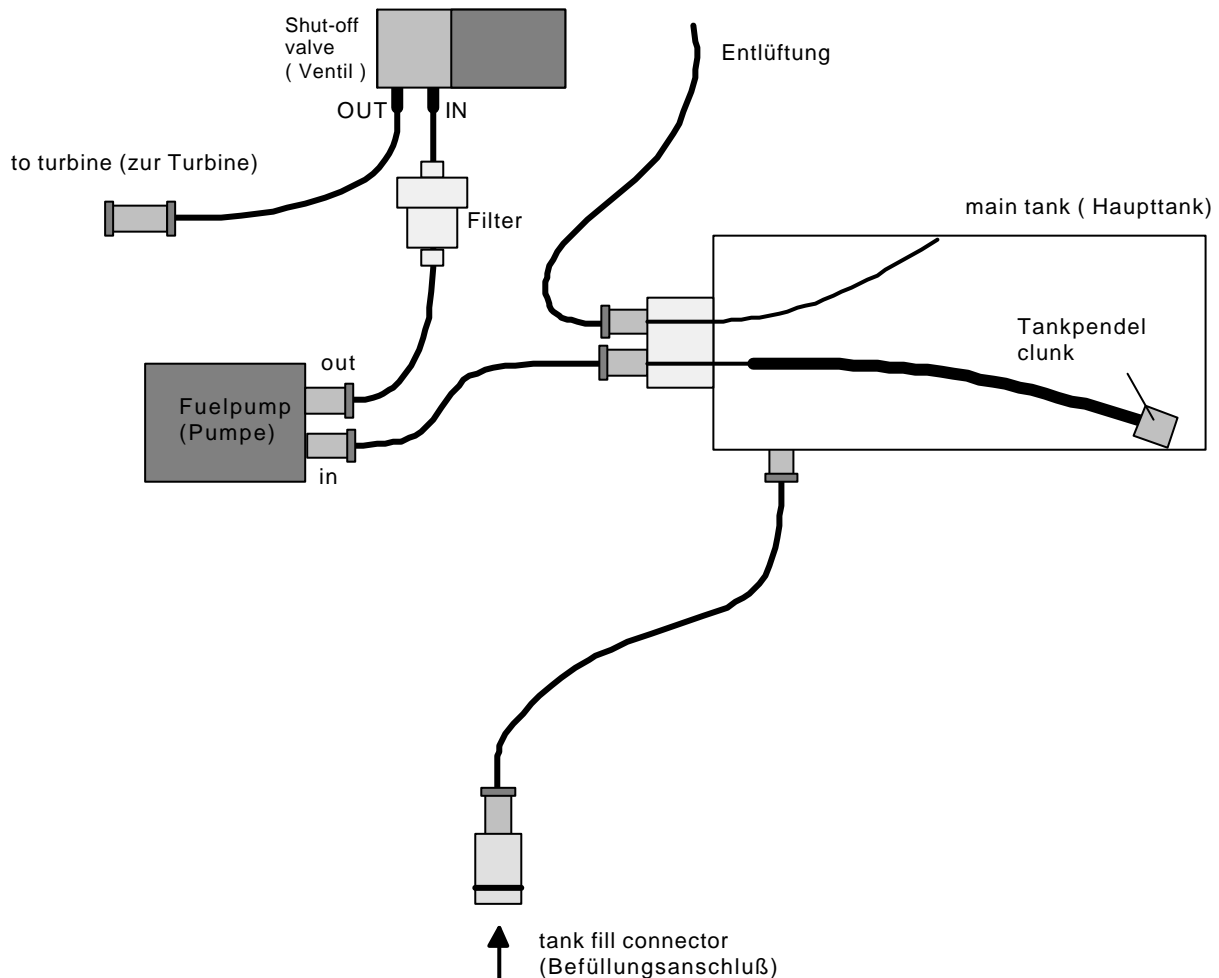 Shut-off
valve
( Ventil )
Entlüftung
OUT
IN
to turbine (zur Turbine)
Filter
main tank ( Haupttank)
Tankpendel
clunk
out
Fuelpump
(Pumpe)
in
tank fill connector
(Befüllungsanschluß)